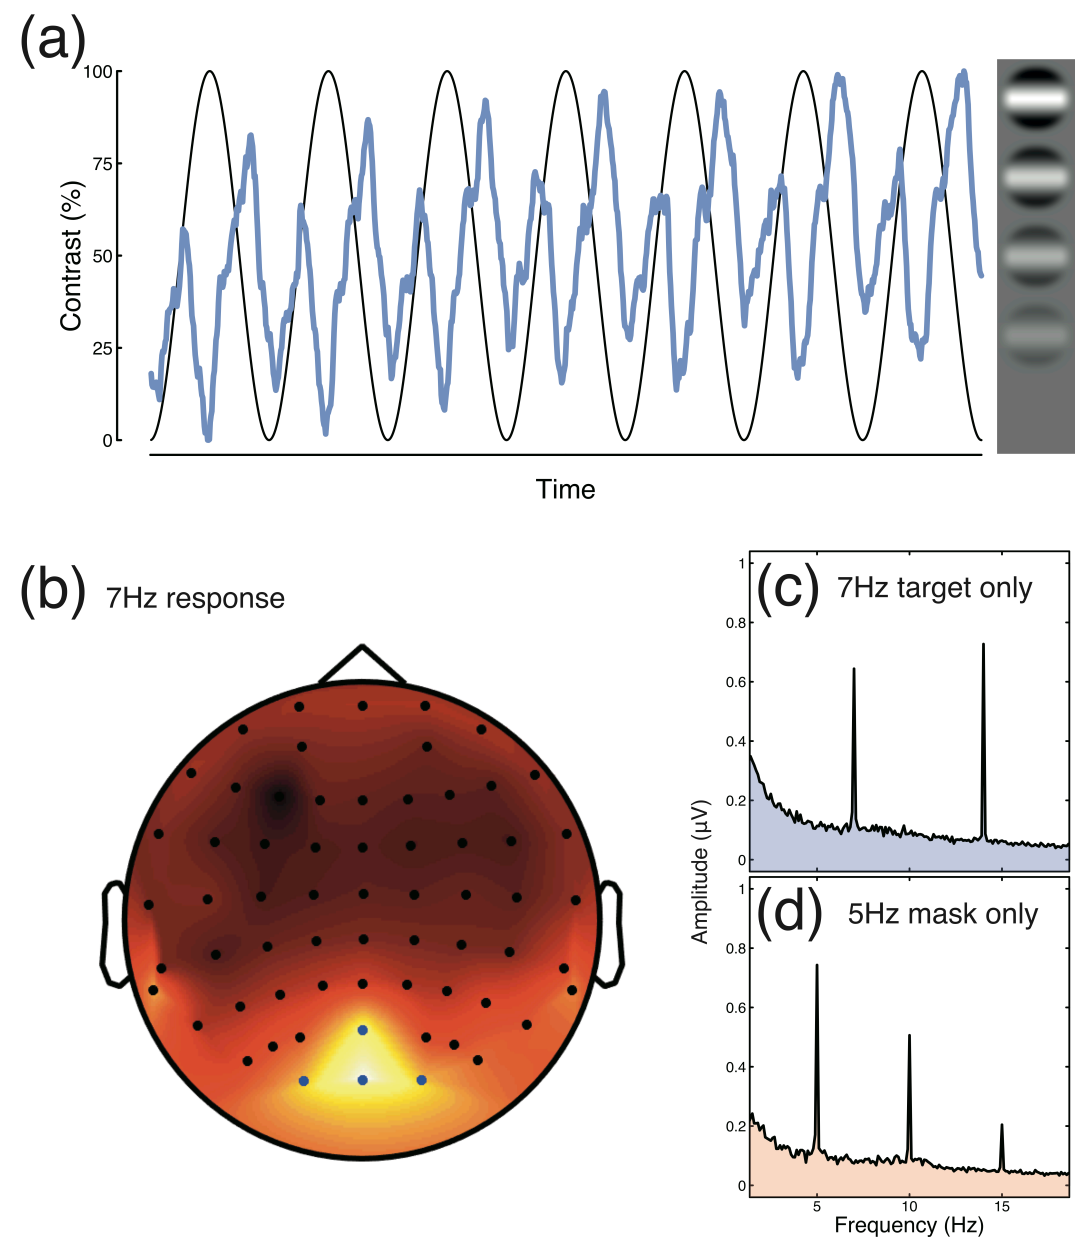 (a)
100
75
50
25
0
Contrast (%)
Time
(b) 7Hz response
(c) 7Hz target only
1
0.8
0.6
0.4
0.2
0
Amplitude (µV)
(d) 5Hz mask only
1
0.8
0.6
0.4
0.2
0
5 10 15
Frequency (Hz)